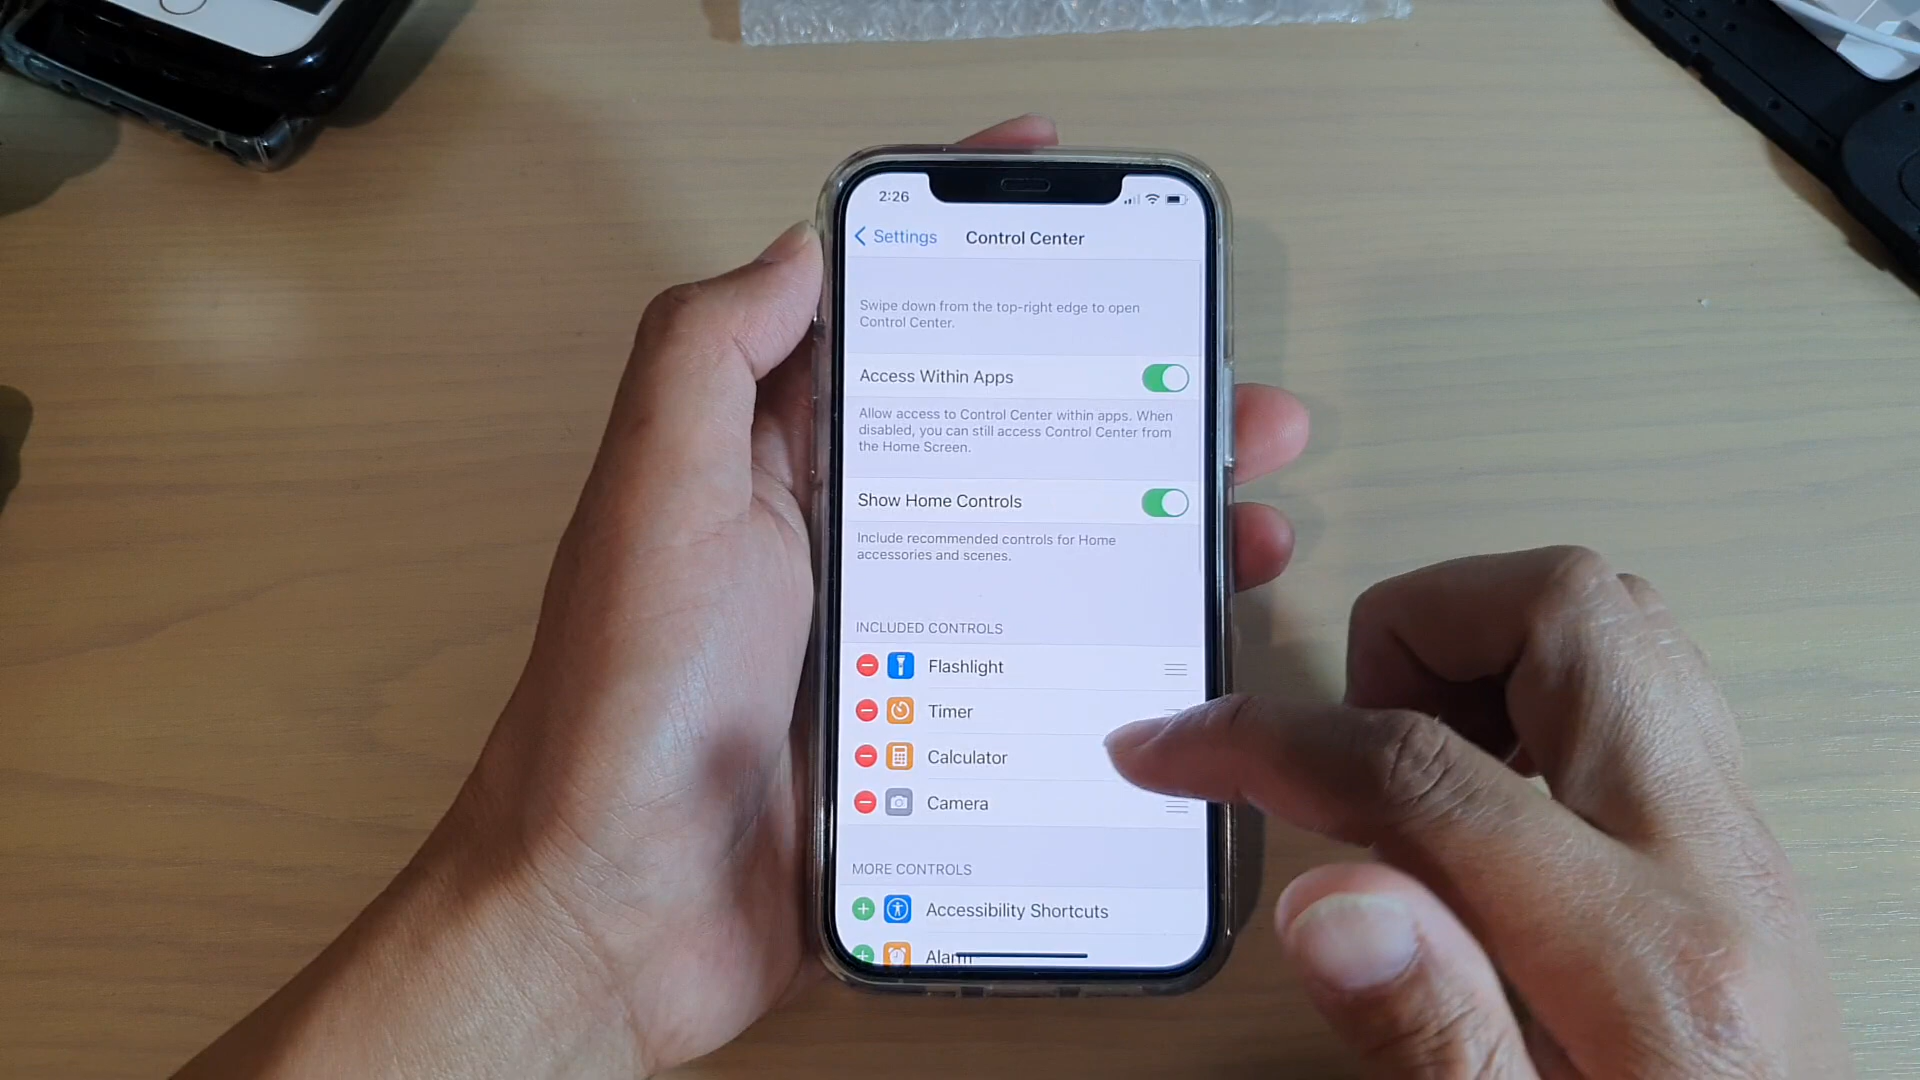 2:26
Settings
Control Center
Swipe down from the top-right edge to open
Control Center.
Access Within Apps
Allow access to Control Center within apps. When
disabled, you can still access Control Center from
the Home Screen.
Show Home Controls
Include recommended controls for Home
accessories and scenes.
INCLUDED CONTROLS
Flashlight
Timer
Calculator
Camera
MORE CONTROLS
Accessibility Shortcuts
Alarm